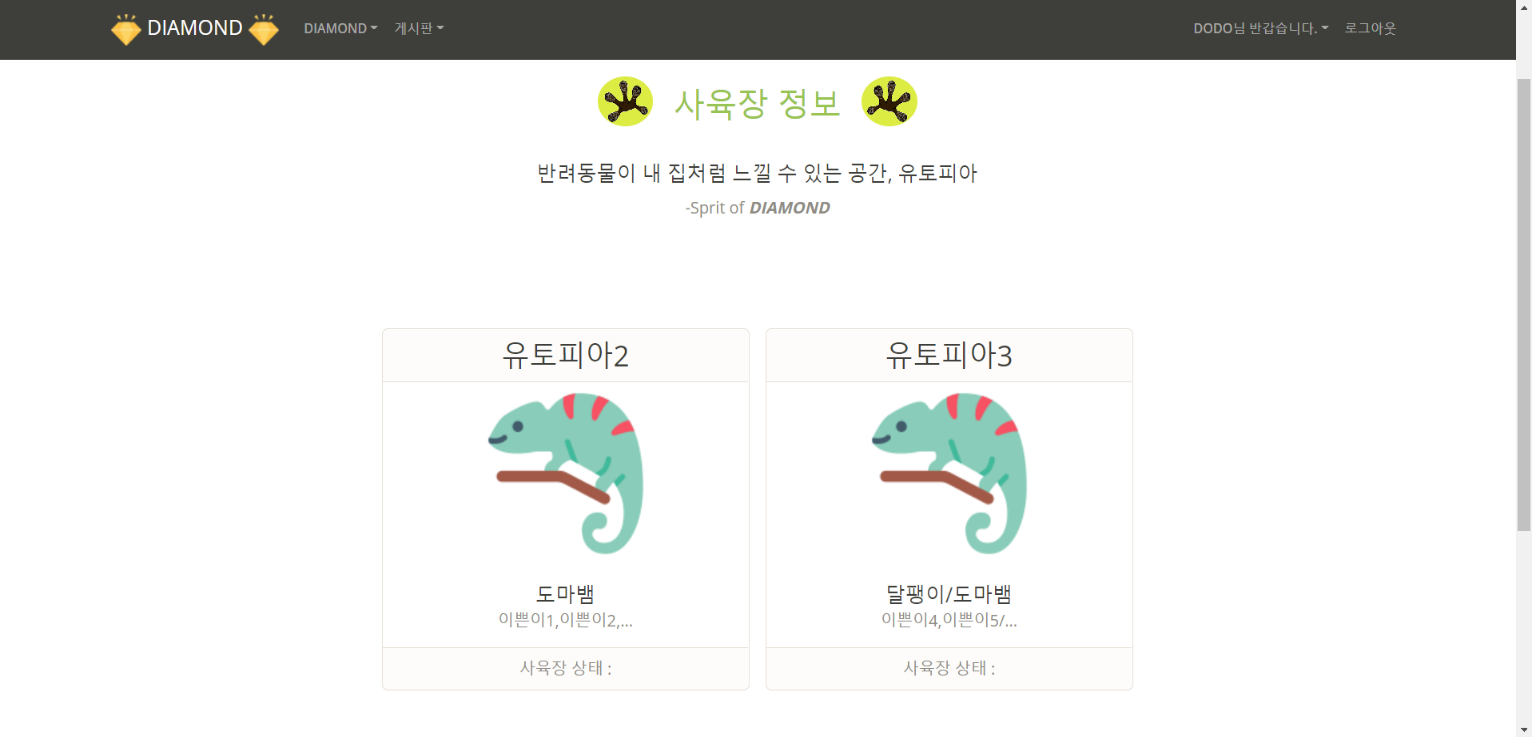 DIAMOND DIAMOND 게시판 DODO님 반갑습니다. 로그아웃
사육장 정보
반려동물이 내 집처럼 느낄 수 있는 공간, 유토피아
-Sprit of DIAMOND
유토피아2
도마뱀
이쁜이1,이쁜이2,...
사육장 상태 :
유토피아3
달팽이/도마뱀
이쁜이4,이쁜이5/...
사육장 상태 :